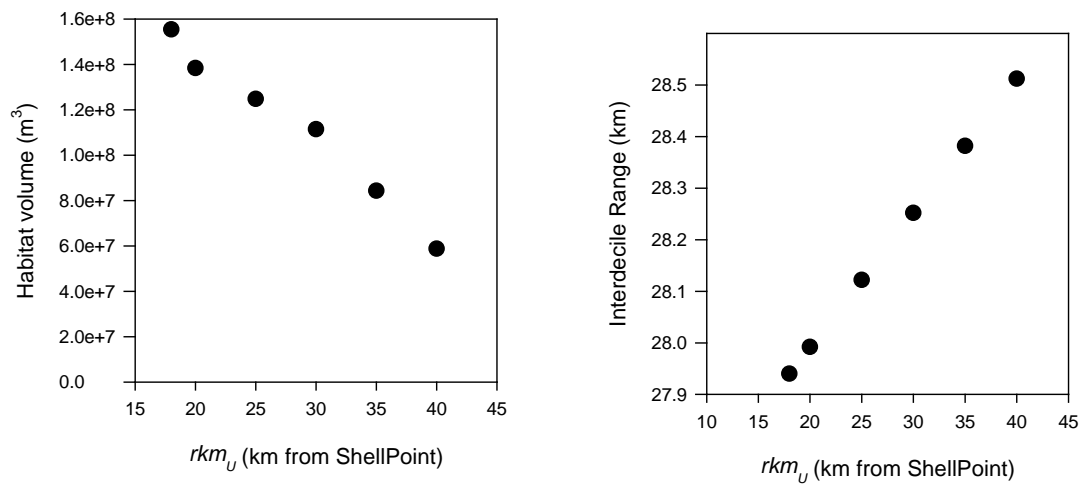 Habitat volume (m³)
1.6e+8
1.4e+8
1.2e+8
1.0e+8
8.0e+7
6.0e+7
4.0e+7
2.0e+7
0.0
15 20 25 30 35 40 45
rkm_U (km from ShellPoint)
Interdecile Range (km)
28.5
28.4
28.3
28.2
28.1
28.0
27.9
10 15 20 25 30 35 40 45
rkm_U (km from ShellPoint)